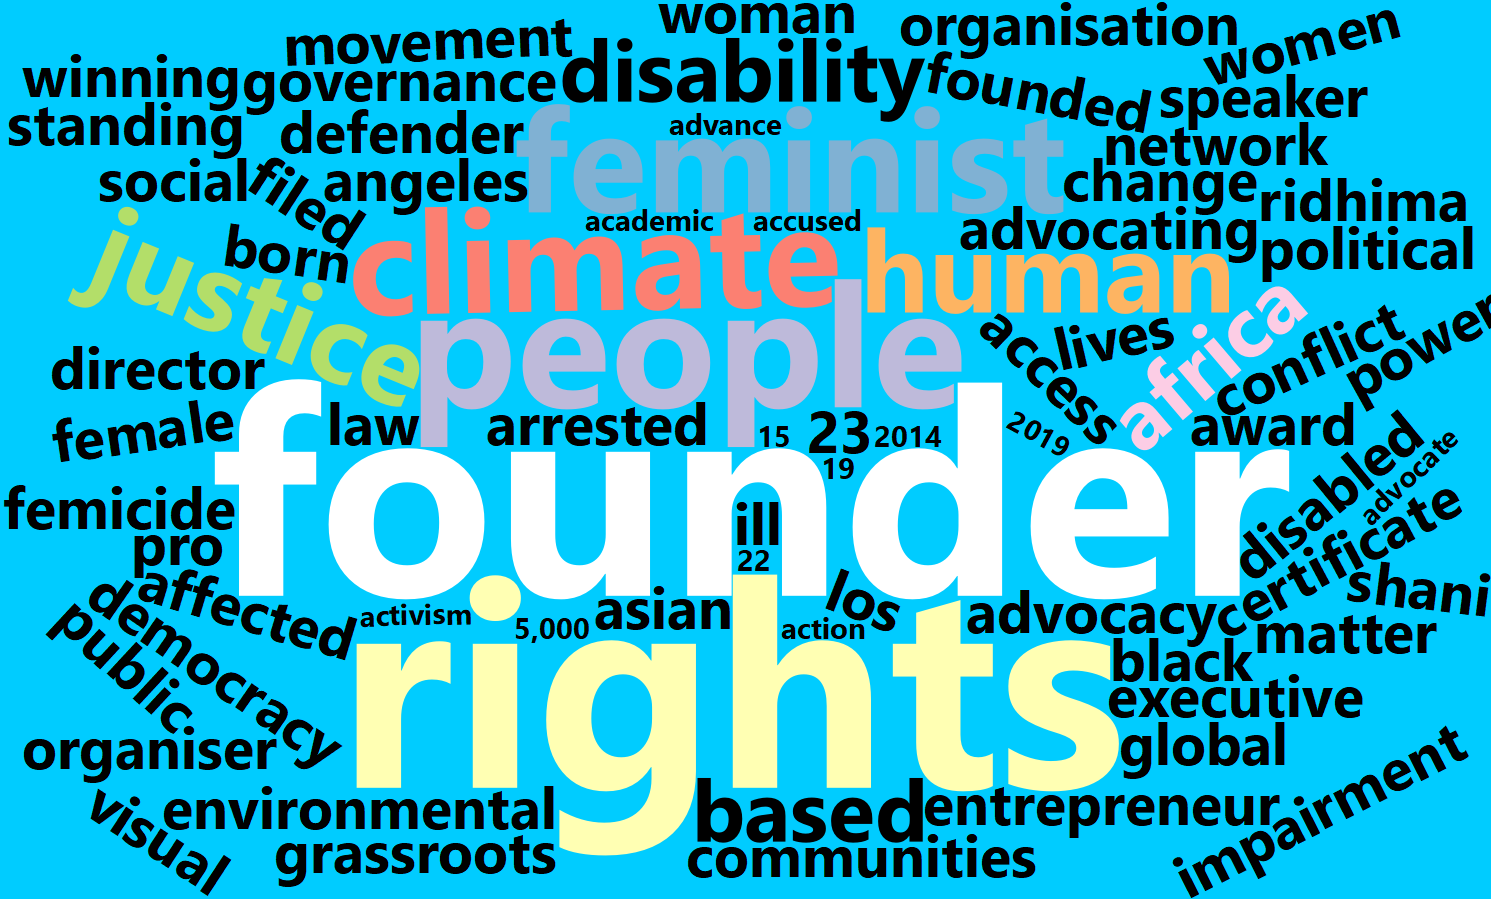 woman
organisation
women
movement
winning
governance
disability
founded
speaker
standing
defender
advance
feminist
network
social
filed
angeles
change
ridhima
justice
born
climate
academic
accused
human
advocating
political
people
access
lives
africa
conflict
power
director
female
law
arrested
15
23
2014
19
2019
award
founder
femicide
pro
ill
22
disabled
advocate
certificate
affected
democracy
public
activism
5,000
asian
action
los
advocacy
shani
matter
rights
black
executive
organiser
global
impairment
visual
environmental
grassroots
based
entrepreneur
communities